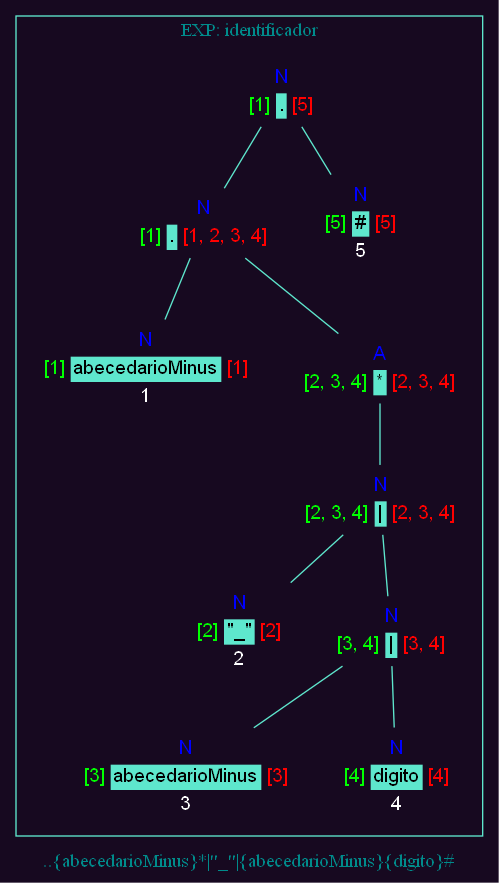 EXP: identificador
N
[1] . [5]
N
[1] . [1, 2, 3, 4]
N
[5] # [5]
5
N
[1] abecedarioMinus [1]
1
A
[2, 3, 4] * [2, 3, 4]
N
[2, 3, 4] | [2, 3, 4]
N
[2] "_" [2]
2
N
[3, 4] | [3, 4]
N
[3] abecedarioMinus [3]
3
N
[4] digito [4]
4
..{abecedarioMinus}*|"_"|{abecedarioMinus}{digito}#